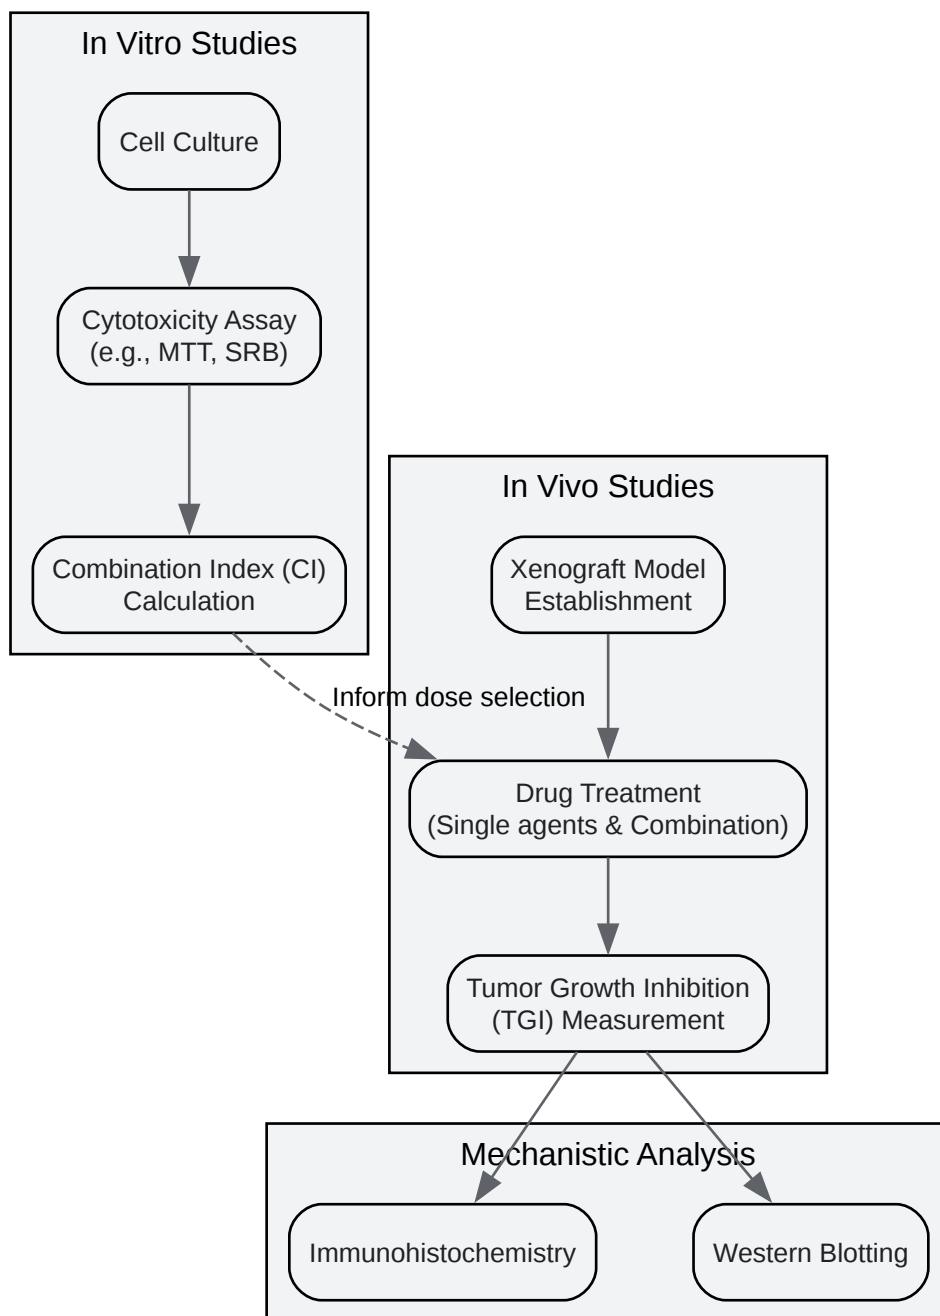 In Vitro Studies
Cell Culture
Cytotoxicity Assay
(e.g., MTT, SRB)
Combination Index (CI)
Calculation
Inform dose selection
In Vivo Studies
Xenograft Model
Establishment
Drug Treatment
(Single agents & Combination)
Tumor Growth Inhibition
(TGI) Measurement
Mechanistic Analysis
Immunohistochemistry
Western Blotting